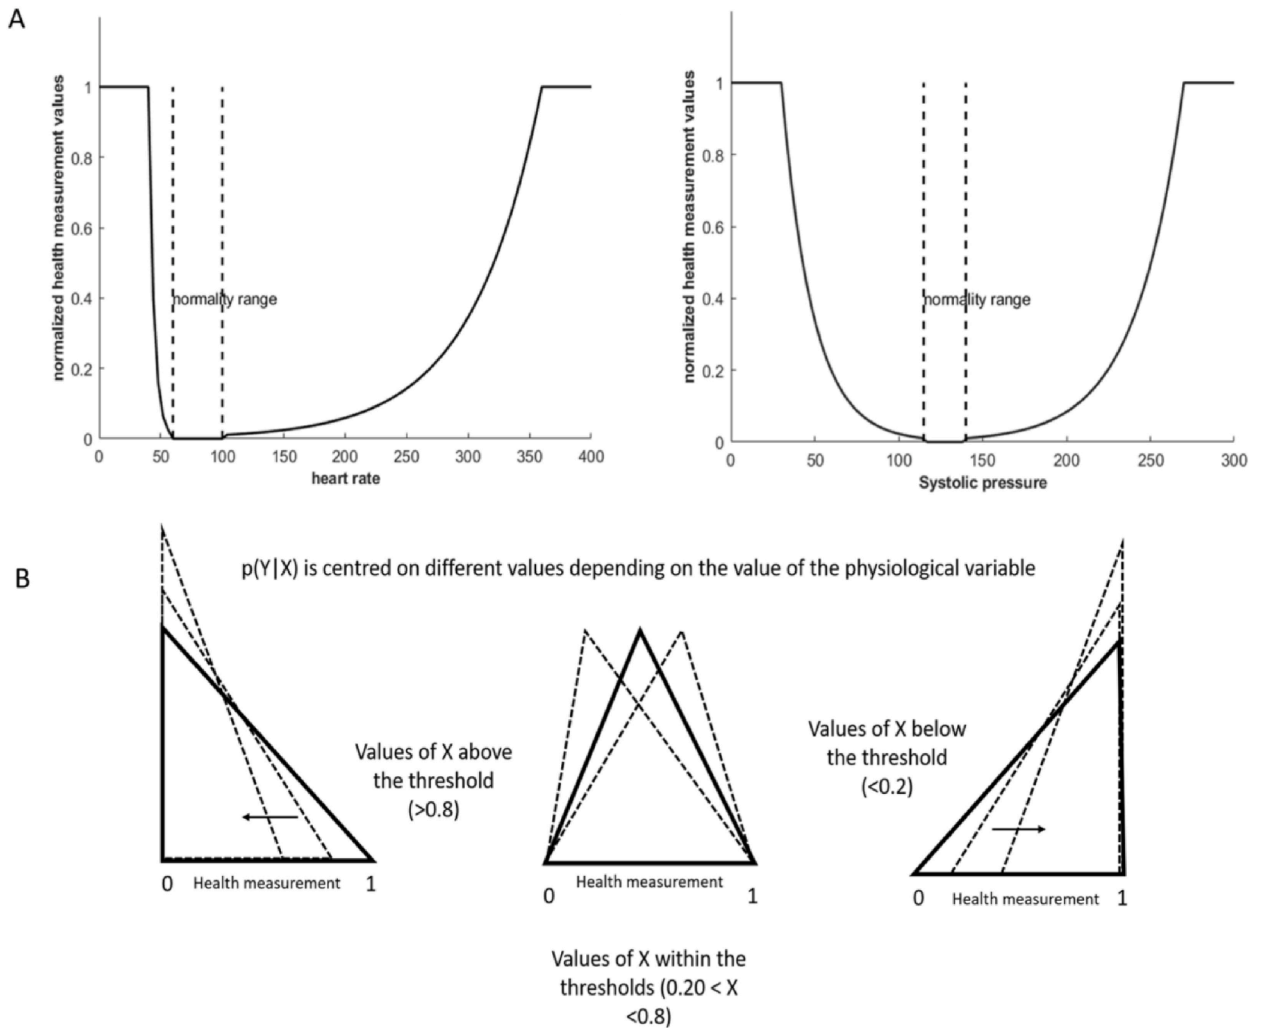 A
normalized health measurement values
1
0.8
0.6
0.4
0.2
0
normality range
0 50 100 150 200 250 300 350 400
heart rate
normalized health measurement values
1
0.8
0.6
0.4
0.2
0
normality range
0 50 100 150 200 250 300
Systolic pressure
B
p(Y|X) is centred on different values depending on the value of the physiological variable
Values of X above
the threshold
(>0.8)
0 Health measurement 1
0 Health measurement 1
Values of X within the
thresholds (0.20 < X
<0.8)
Values of X below
the threshold
(<0.2)
0 Health measurement 1